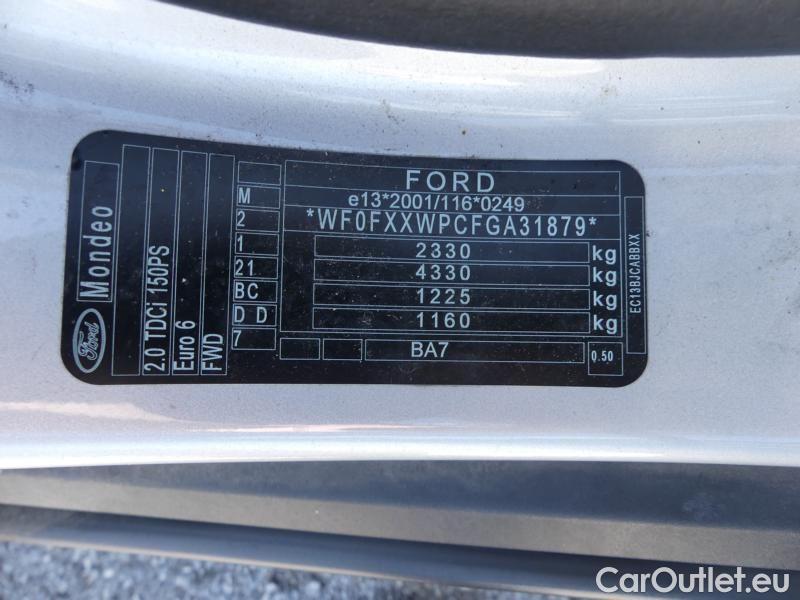 Ford
Mondeo
2.0 TDCi 150PS
Euro 6
FWD
M
2
1
21
BC
D D
7
FORD
e13*2001/116*0249
*WF0FXXWPCFGA31879*
2330 kg
4330 kg
1225 kg
1160 kg
BA7
0.50
EC13BJCABBXX
CarOutlet.eu